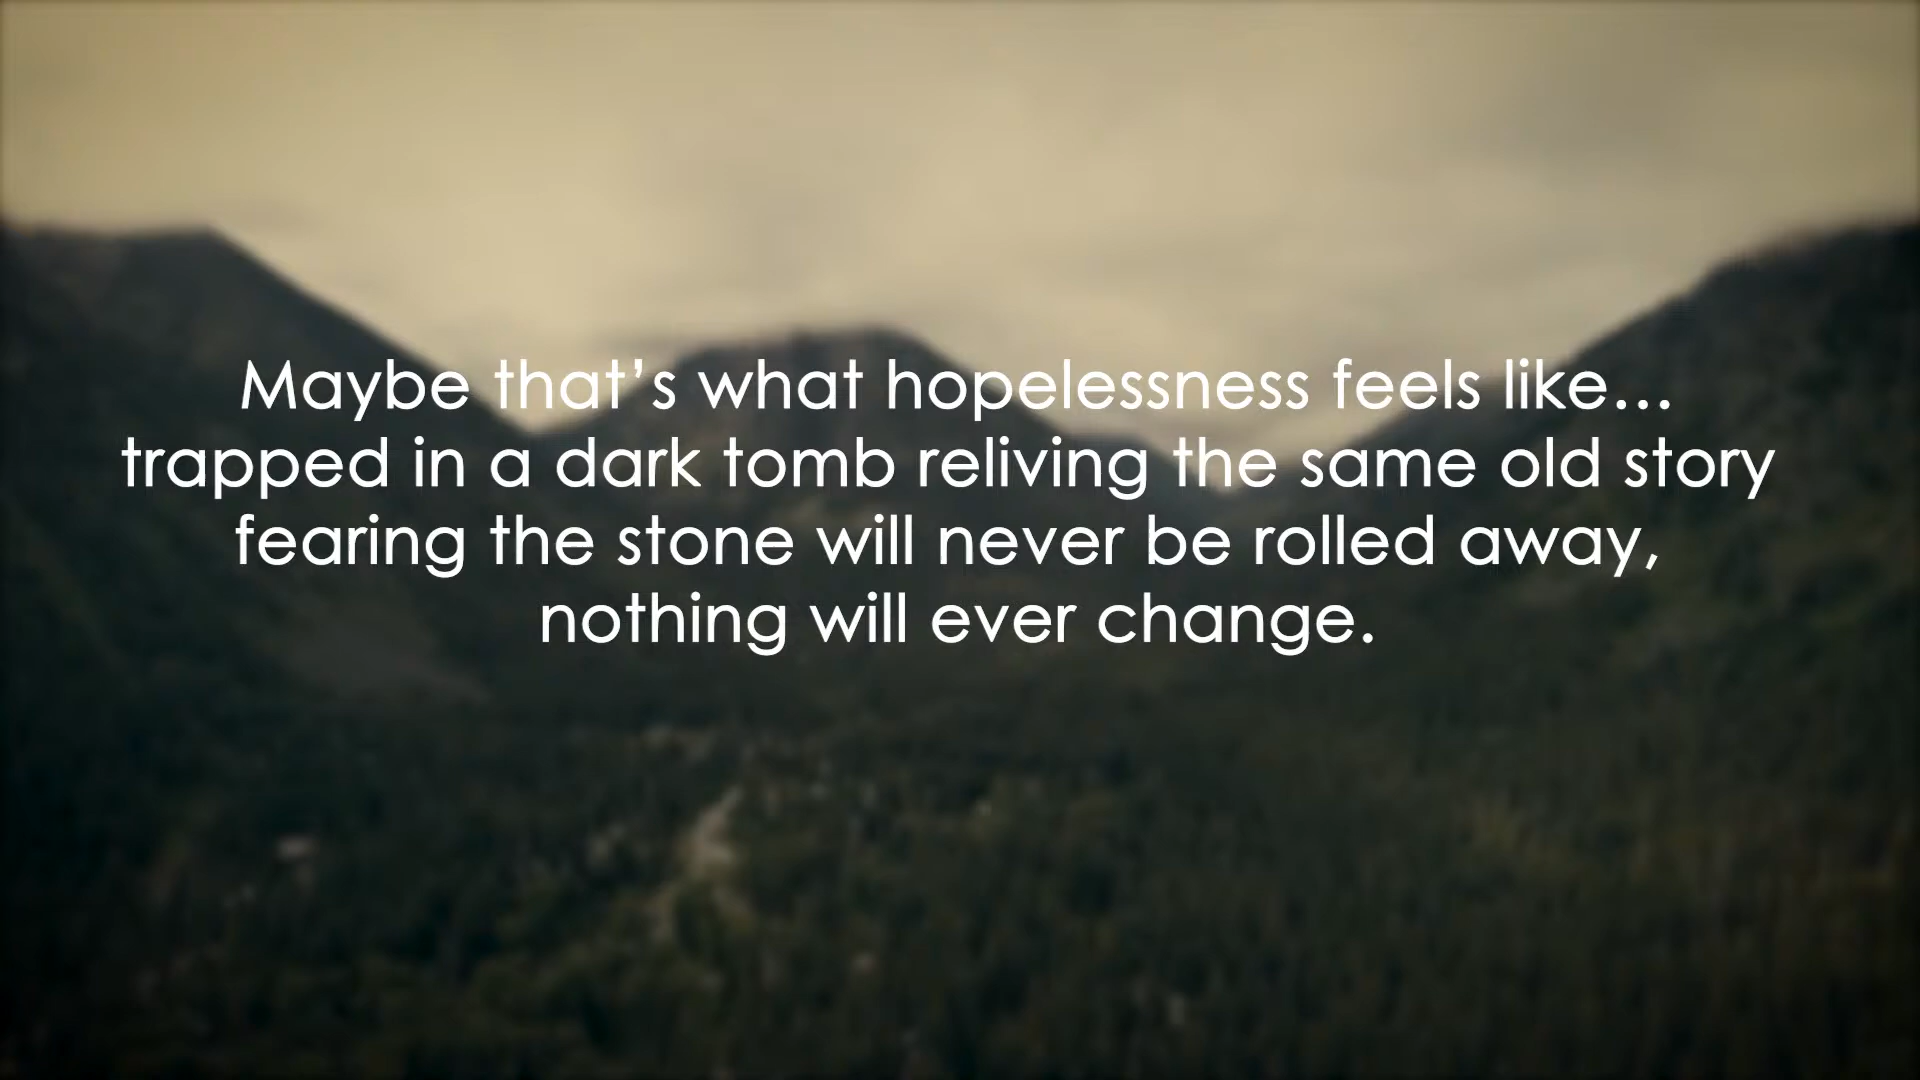 Maybe that’s what hopelessness feels like...
trapped in a dark tomb reliving the same old story
fearing the stone will never be rolled away,
nothing will ever change.